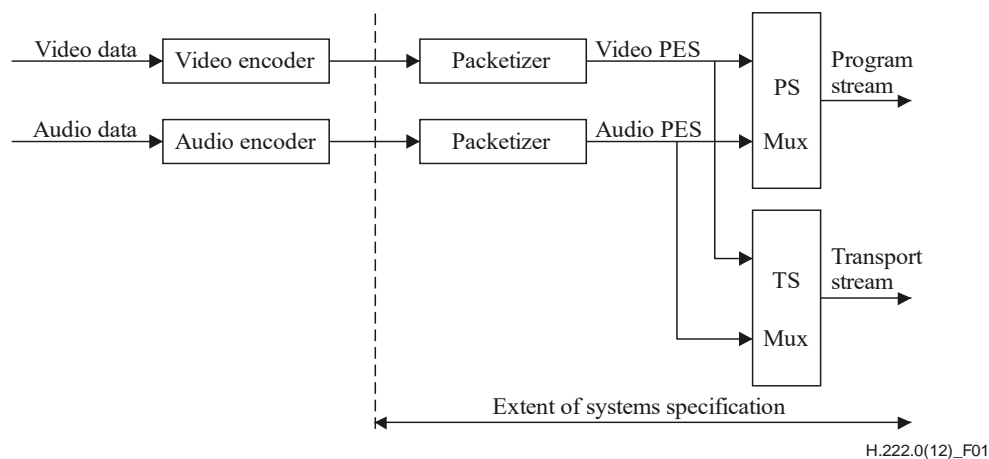 Video data
Video encoder
Packetizer
Video PES
PS
Mux
Program
stream
Audio data
Audio encoder
Packetizer
Audio PES
TS
Mux
Transport
stream
Extent of systems specification
H.222.0(12)_F01